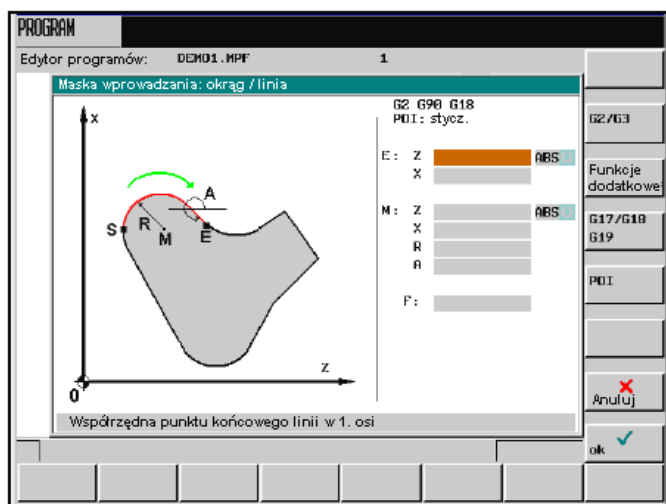 PROGRAM
Edytor programów: DEMO1.MPF 1
Maska wprowadzania: okrąg / linia
x
A
S
R
M
E
z
0
G2 G90 G18
POI: stycz.
E: Z ABS
X
M: Z ABS
X
R
A
F:
Współrzędna punktu końcowego linii w 1. osi
G2/G3
Funkcje
dodatkowe
G17/G18
G19
POI
Anuluj
ok